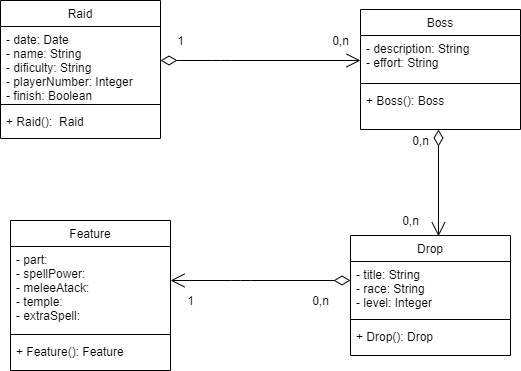 Raid
- date: Date
- name: String
- dificulty: String
- playerNumber: Integer
- finish: Boolean
+ Raid():  Raid
1
0,n
Boss
- description: String
- effort: String
+ Boss(): Boss
0,n
0,n
Feature
- part:
- spellPower:
- meleeAtack:
- temple:
- extraSpell:
+ Feature(): Feature
1
0,n
Drop
- title: String
- race: String
- level: Integer
+ Drop(): Drop